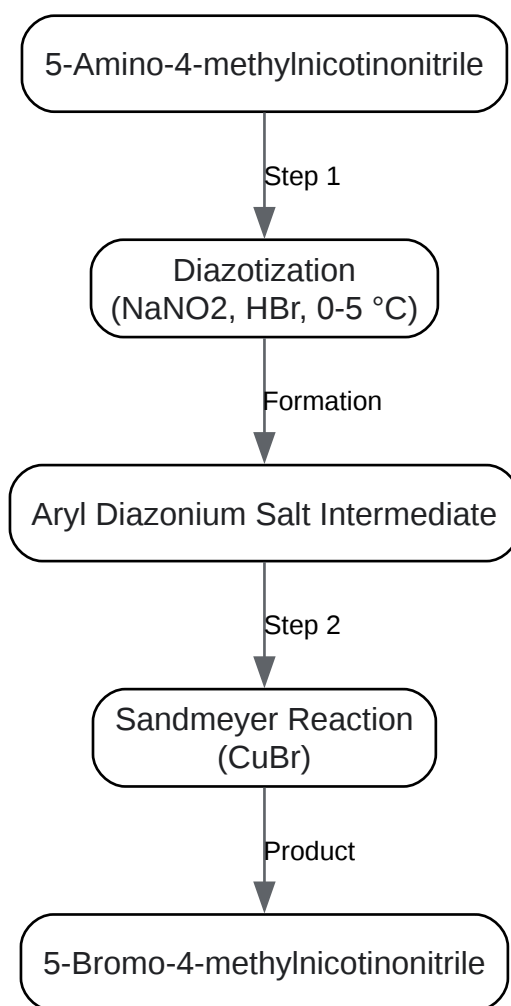 5-Amino-4-methylnicotinonitrile
Step 1
Diazotization
(NaNO2, HBr, 0-5 °C)
Formation
Aryl Diazonium Salt Intermediate
Step 2
Sandmeyer Reaction
(CuBr)
Product
5-Bromo-4-methylnicotinonitrile